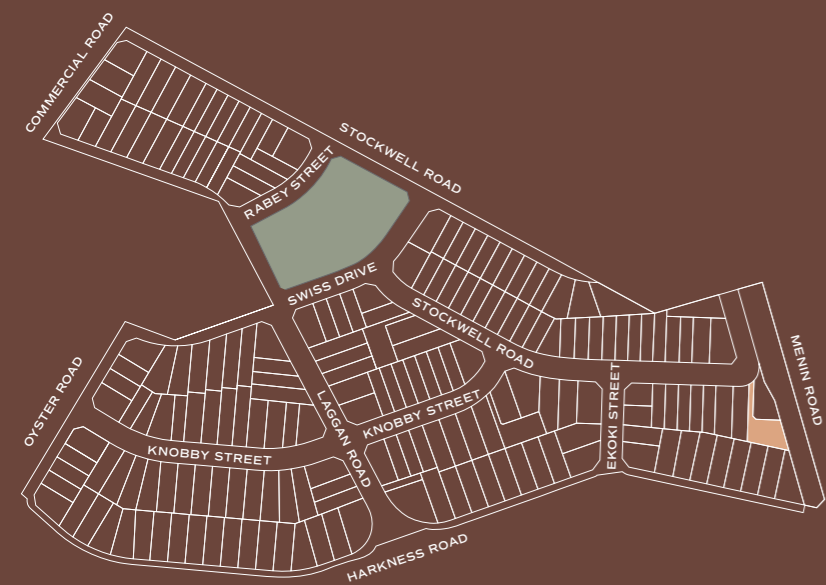 COMMERCIAL ROAD
STOCKWELL ROAD
RABEY STREET
SWISS DRIVE
STOCKWELL ROAD
MENIN ROAD
OYSTER ROAD
LAGGAN ROAD
KNOBBY STREET
EKOKI STREET
KNOBBY STREET
HARKNESS ROAD